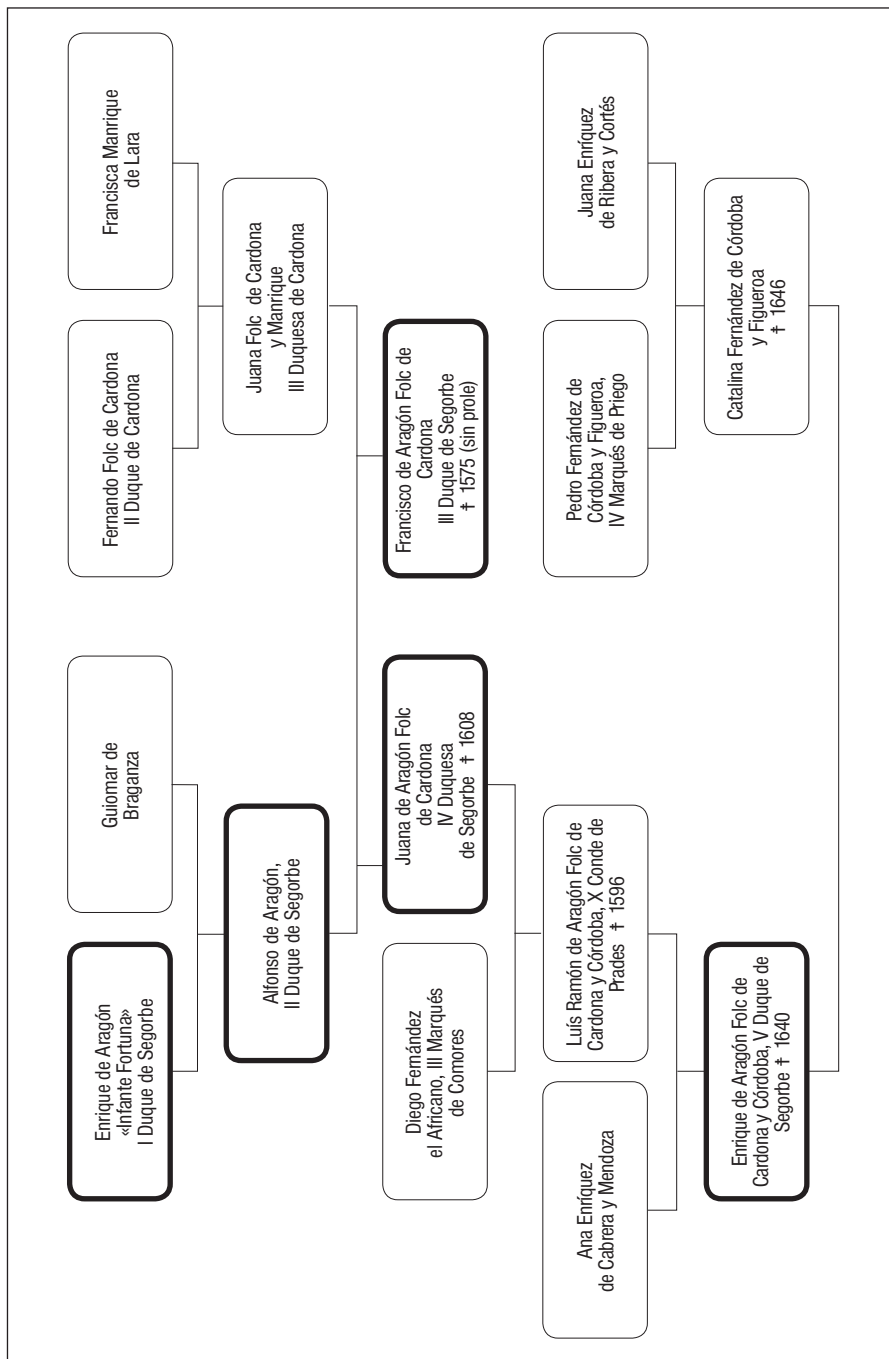 Enrique de Aragón
«Infante Fortuna»
I Duque de Segorbe
Guiomar de
Braganza
Fernando Folc de Cardona
II Duque de Cardona
Francisca Manrique
de Lara
Alfonso de Aragón,
II Duque de Segorbe
Juana Folc de Cardona
y Manrique
III Duquesa de Cardona
Diego Fernández
el Africano, III Marqués
de Comores
Juana de Aragón Folc
de Cardona
IV Duquesa
de Segorbe † 1608
Francisco de Aragón Folc de
Cardona
III Duque de Segorbe
† 1575 (sin prole)
Ana Enríquez
de Cabrera y Mendoza
Luís Ramón de Aragón Folc de
Cardona y Córdoba, X Conde de
Prades † 1596
Pedro Fernández de
Córdoba y Figueroa,
IV Marqués de Priego
Juana Enríquez
de Ribera y Cortés
Enrique de Aragón Folc de
Cardona y Córdoba, V Duque de
Segorbe † 1640
Catalina Fernández de Córdoba
y Figueroa
† 1646